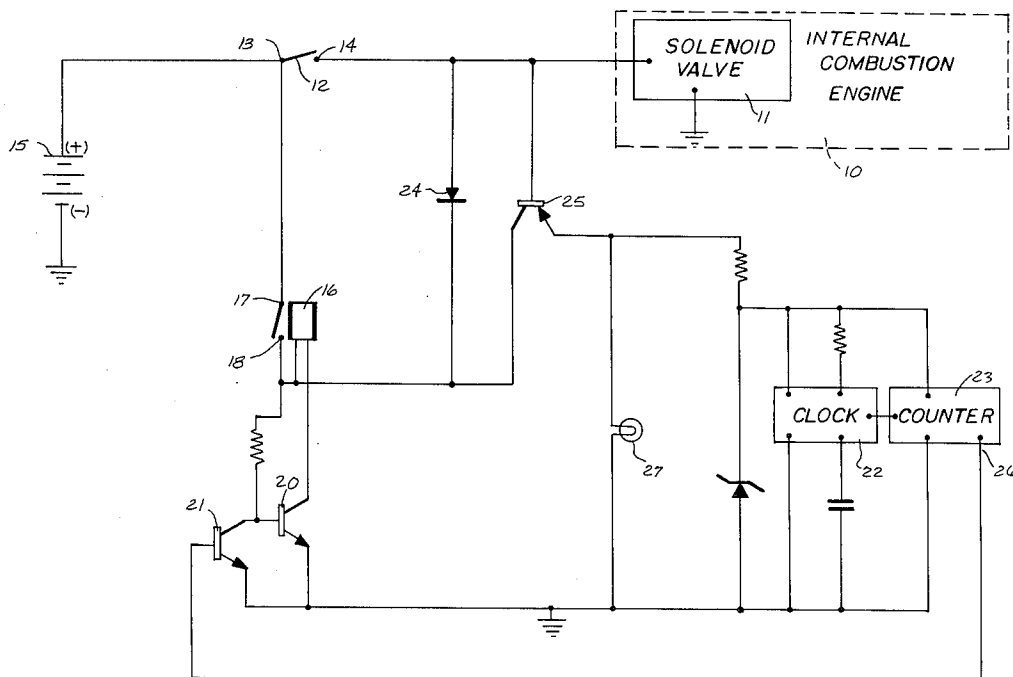 13
14
12
SOLENOID
VALVE
11
INTERNAL
COMBUSTION
ENGINE
10
15
(+)
(-)
24
25
17
16
18
23
CLOCK
COUNTER
22
26
27
21
20